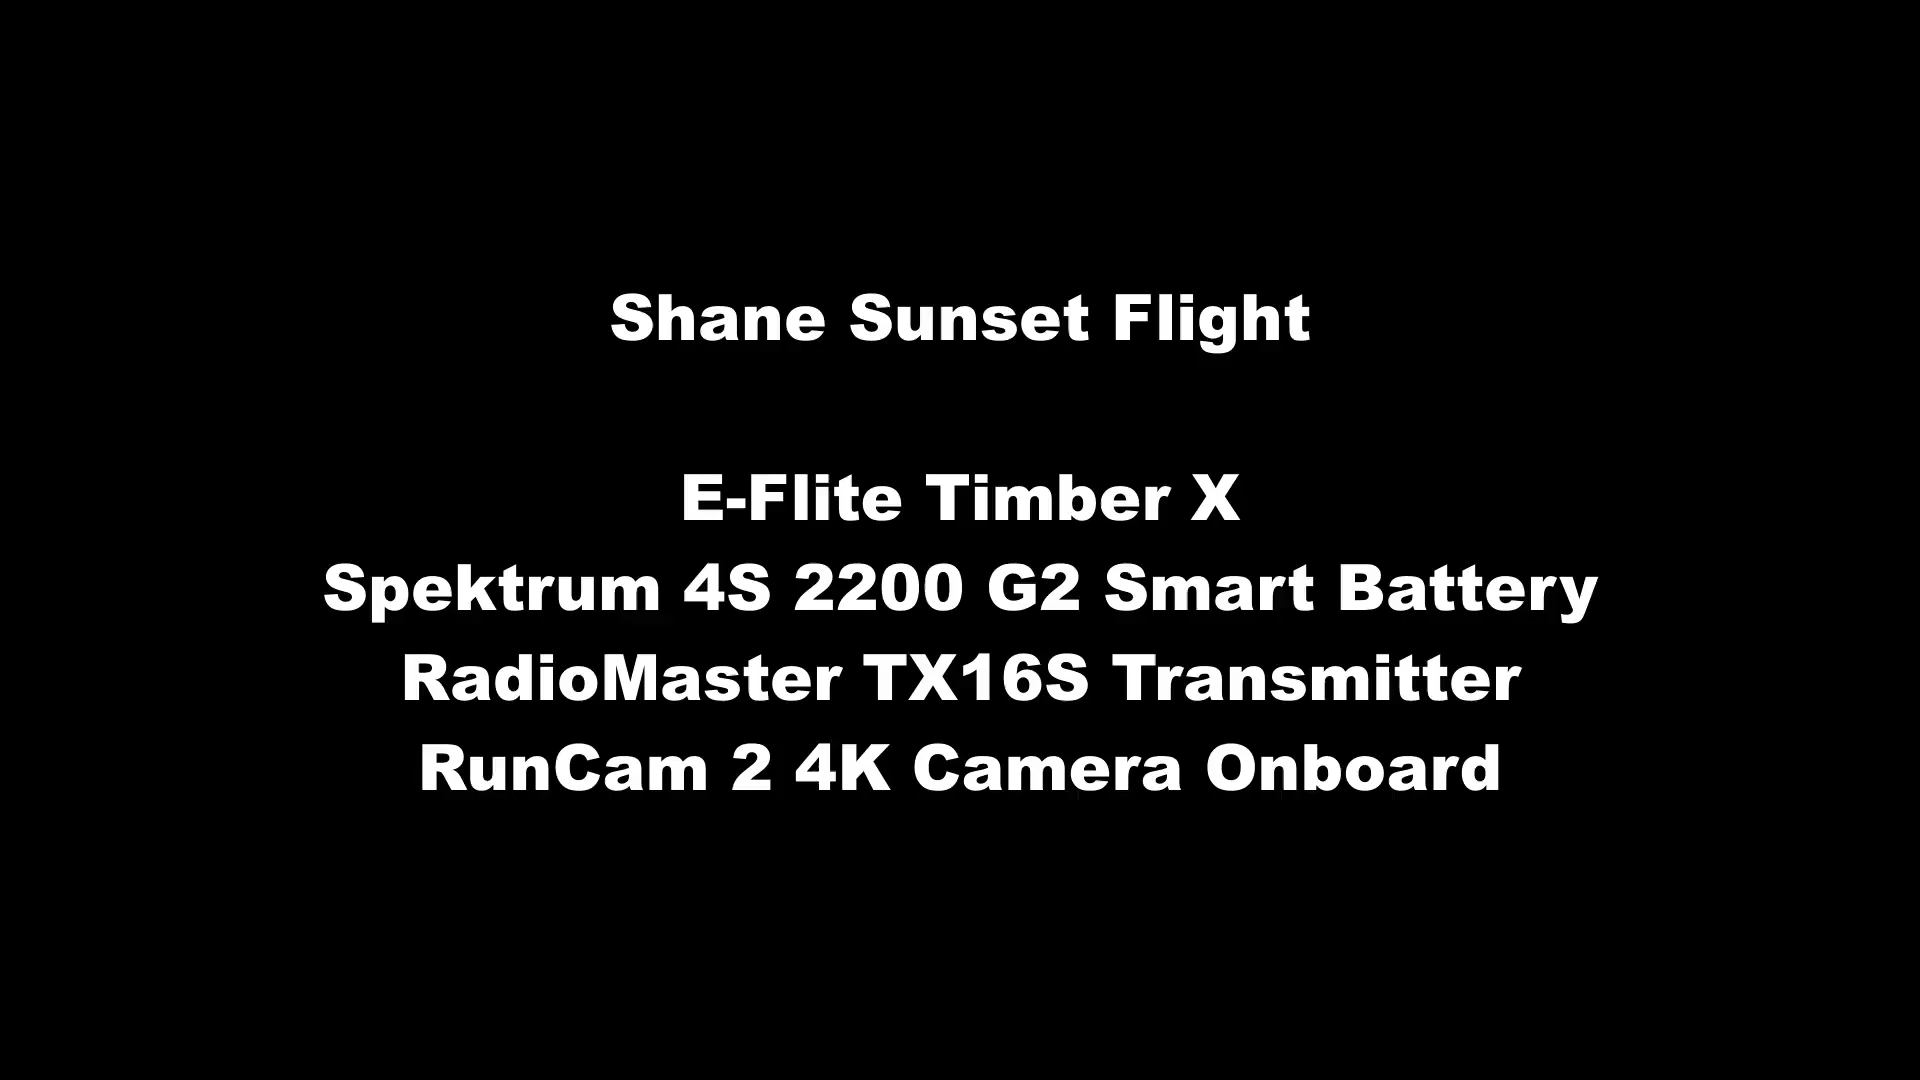 Shane Sunset Flight
E-Flite Timber X
Spektrum 4S 2200 G2 Smart Battery
RadioMaster TX16S Transmitter
RunCam 2 4K Camera Onboard